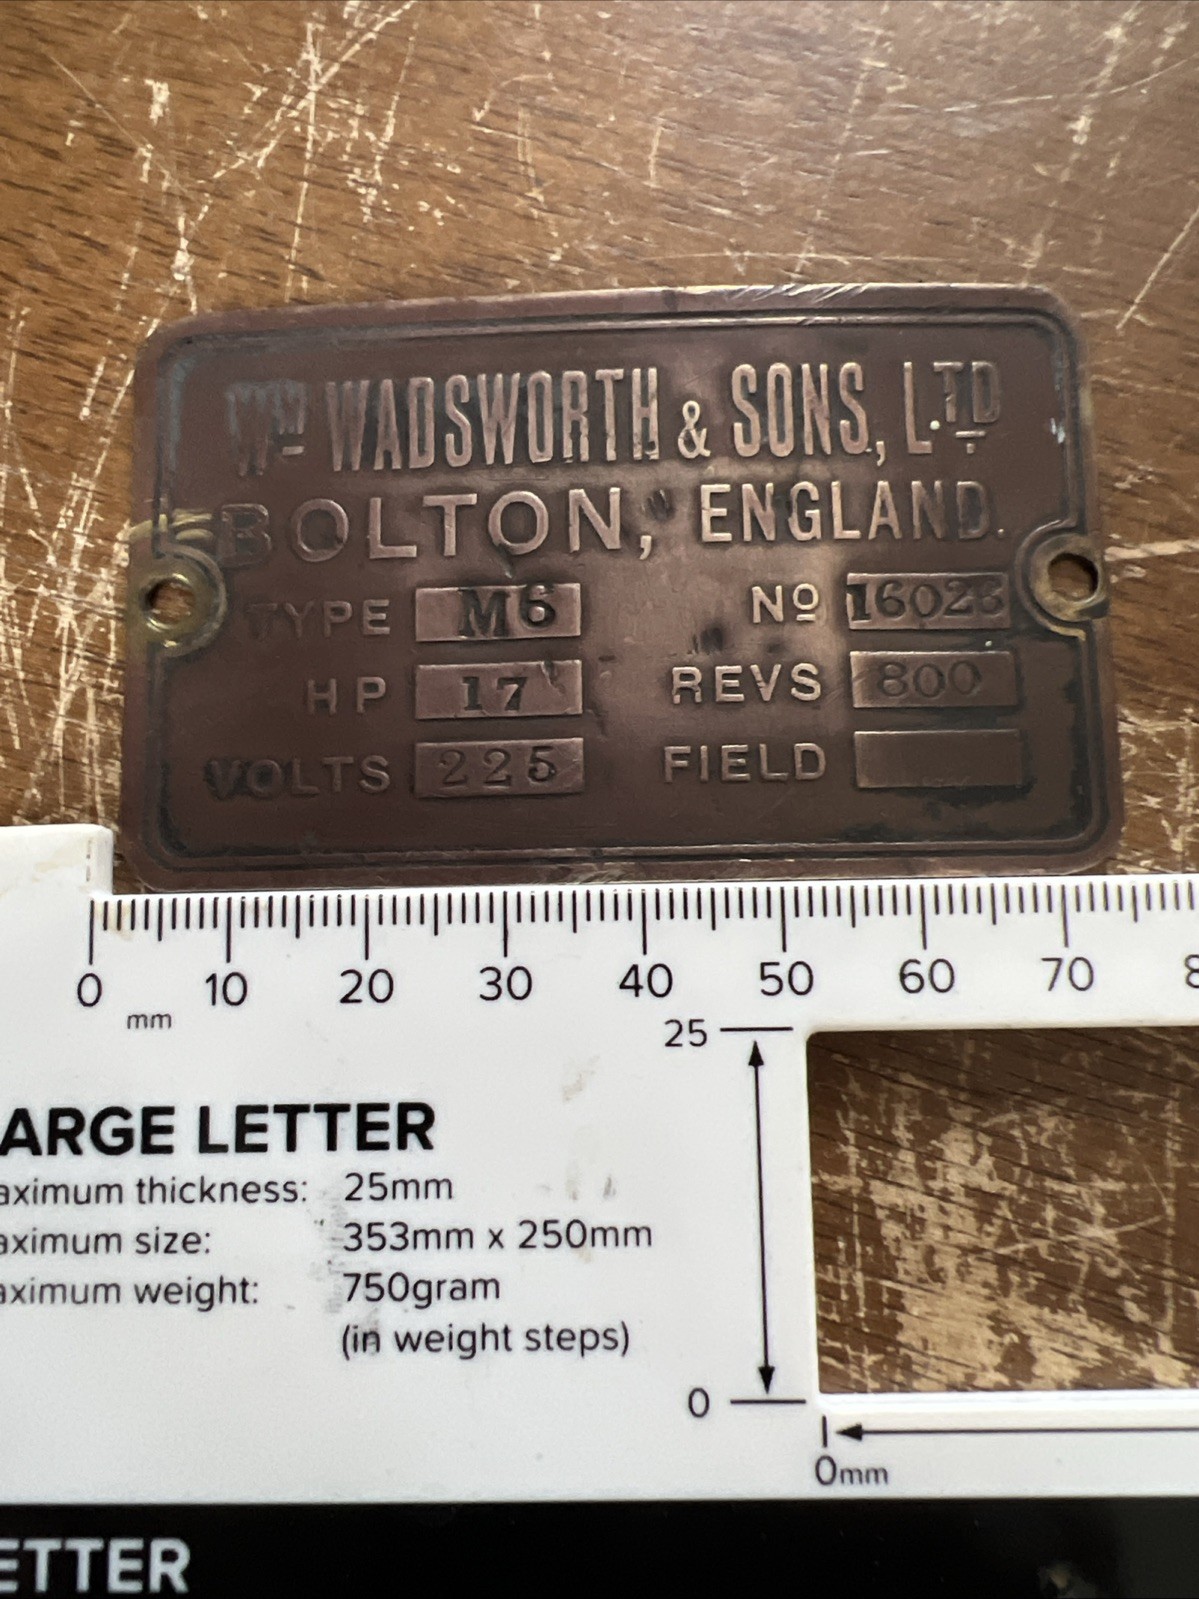 Wm WADSWORTH & SONS, LTD
BOLTON, ENGLAND.
TYPE M6 No 16026
HP 17 REVS 800
VOLTS 225 FIELD
0 10 20 30 40 50 60 70 8
mm
25
ARGE LETTER
aximum thickness: 25mm
aximum size: 353mm x 250mm
aximum weight: 750gram
(in weight steps)
0
0mm
ETTER